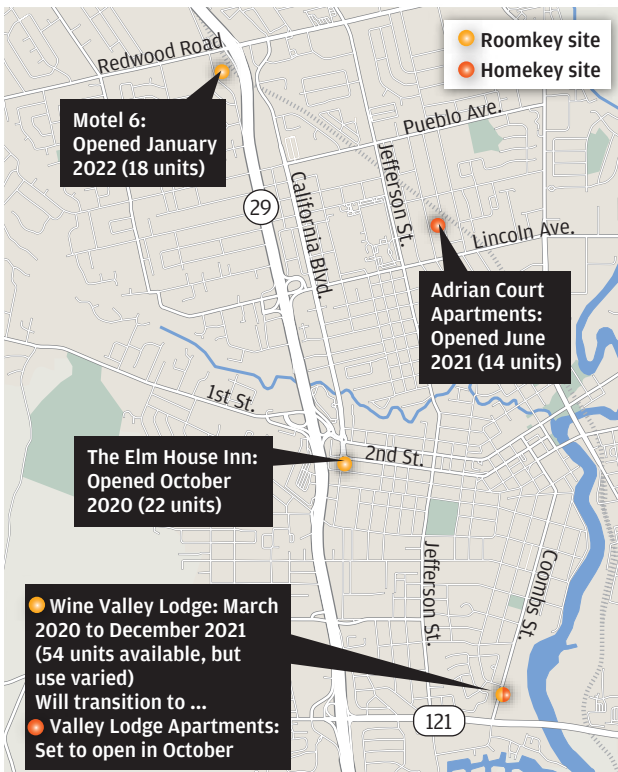 Roomkey site
Homekey site
Redwood Road
Motel 6:
Opened January
2022 (18 units)
Pueblo Ave.
Jefferson St.
California Blvd.
29
Lincoln Ave.
Adrian Court
Apartments:
Opened June
2021 (14 units)
1st St.
2nd St.
The Elm House Inn:
Opened October
2020 (22 units)
Jefferson St.
Coombs St.
Wine Valley Lodge: March
2020 to December 2021
(54 units available, but
use varied)
Will transition to ...
Valley Lodge Apartments:
Set to open in October
121